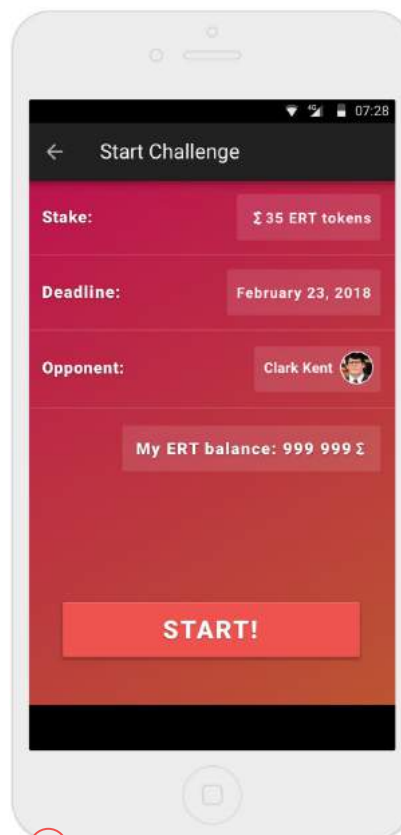 4G 07:28
Start Challenge
Stake: Σ 35 ERT tokens
Deadline: February 23, 2018
Opponent: Clark Kent
My ERT balance: 999 999 Σ
START!